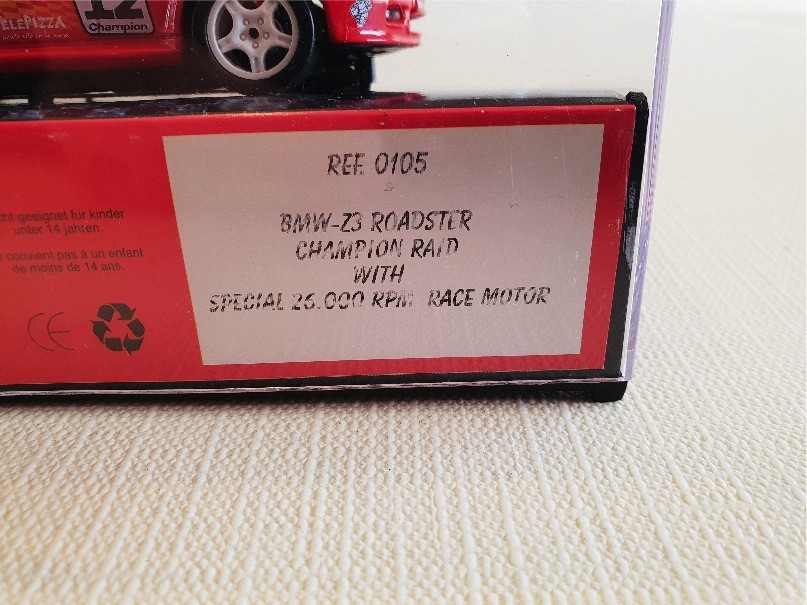 TELEPIZZA
12
Champion
REF. 0105
BMW-Z3 ROADSTER
CHAMPION RAID
WITH
SPECIAL 26.000 RPM RACE MOTOR
cht geeignet fur kinder
unter 14 jahren.
convient pas à un enfant
de moins de 14 ans.
CE